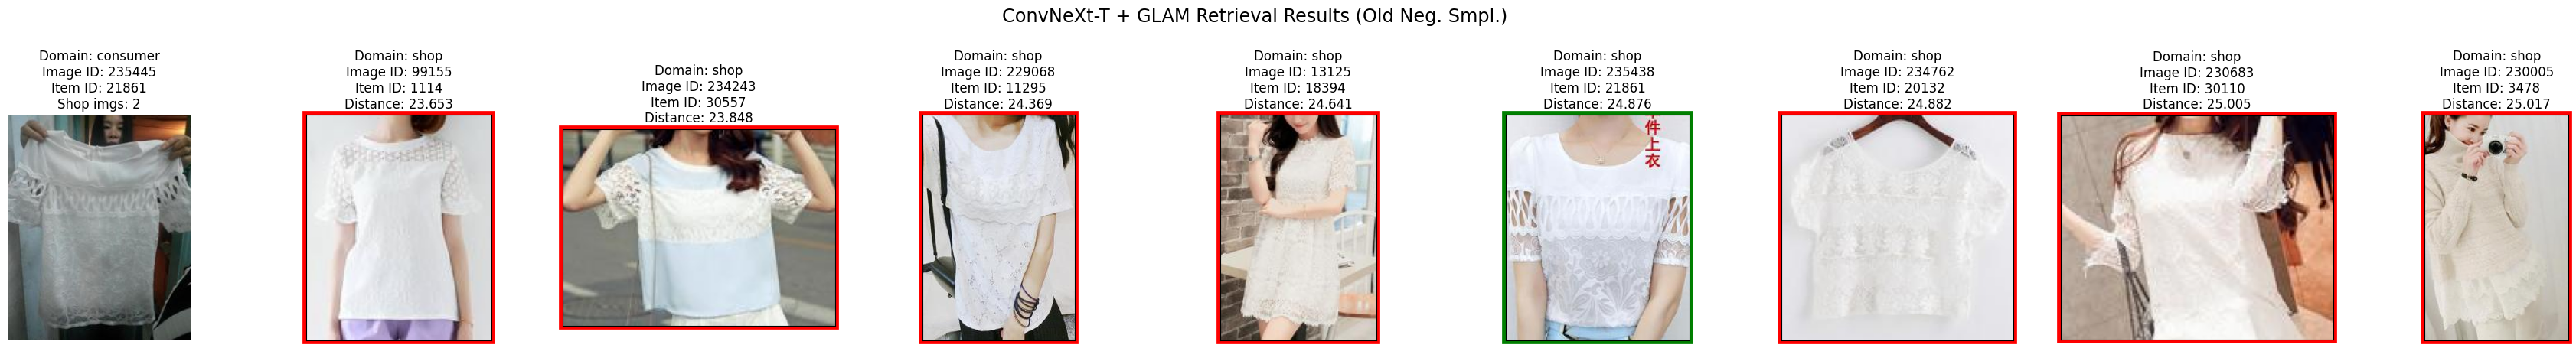 ConvNeXt-T + GLAM Retrieval Results (Old Neg. Smpl.)
Domain: consumer
Image ID: 235445
Item ID: 21861
Shop imgs: 2
Domain: shop
Image ID: 99155
Item ID: 1114
Distance: 23.653
Domain: shop
Image ID: 234243
Item ID: 30557
Distance: 23.848
Domain: shop
Image ID: 229068
Item ID: 11295
Distance: 24.369
Domain: shop
Image ID: 13125
Item ID: 18394
Distance: 24.641
Domain: shop
Image ID: 235438
Item ID: 21861
Distance: 24.876
件上衣
Domain: shop
Image ID: 234762
Item ID: 20132
Distance: 24.882
Domain: shop
Image ID: 230683
Item ID: 30110
Distance: 25.005
Domain: shop
Image ID: 230005
Item ID: 3478
Distance: 25.017